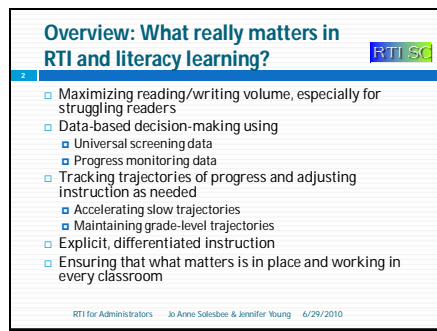 Overview: What really matters in
RTI and literacy learning?
RTI SC
2
Maximizing reading/writing volume, especially for
struggling readers
Data-based decision-making using
Universal screening data
Progress monitoring data
Tracking trajectories of progress and adjusting
instruction as needed
Accelerating slow trajectories
Maintaining grade-level trajectories
Explicit, differentiated instruction
Ensuring that what matters is in place and working in
every classroom
RTI for Administrators Jo Anne Solesbee & Jennifer Young 6/29/2010